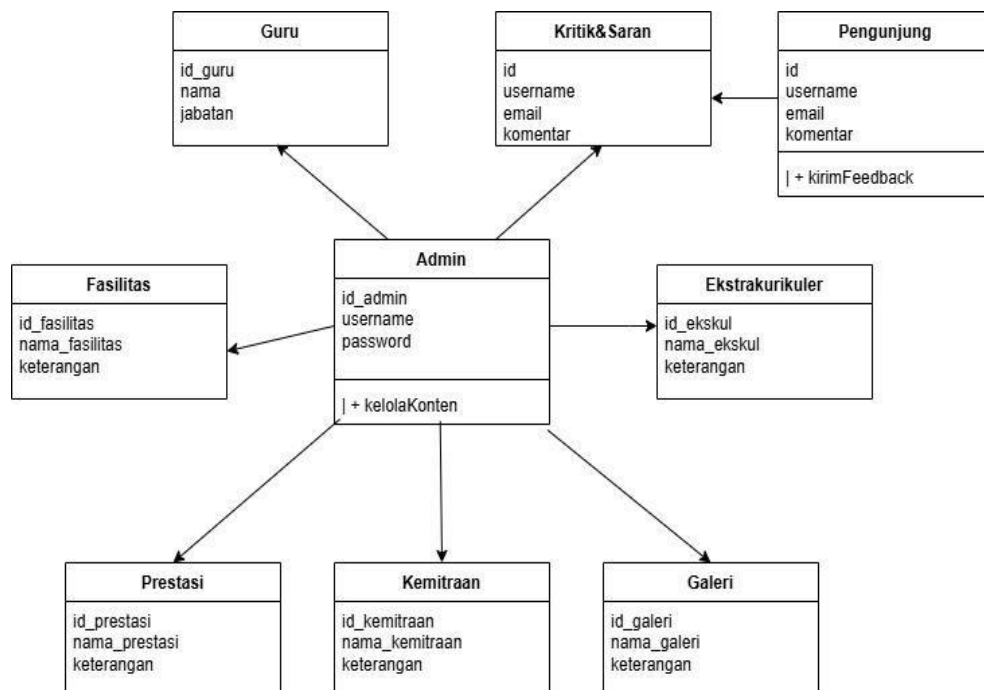 Guru
id_guru
nama
jabatan
Kritik&Saran
id
username
email
komentar
Pengunjung
id
username
email
komentar
| + kirimFeedback
Fasilitas
id_fasilitas
nama_fasilitas
keterangan
Admin
id_admin
username
password
| + kelolaKonten
Ekstrakurikuler
id_ekskul
nama_ekskul
keterangan
Prestasi
id_prestasi
nama_prestasi
keterangan
Kemitraan
id_kemitraan
nama_kemitraan
keterangan
Galeri
id_galeri
nama_galeri
keterangan